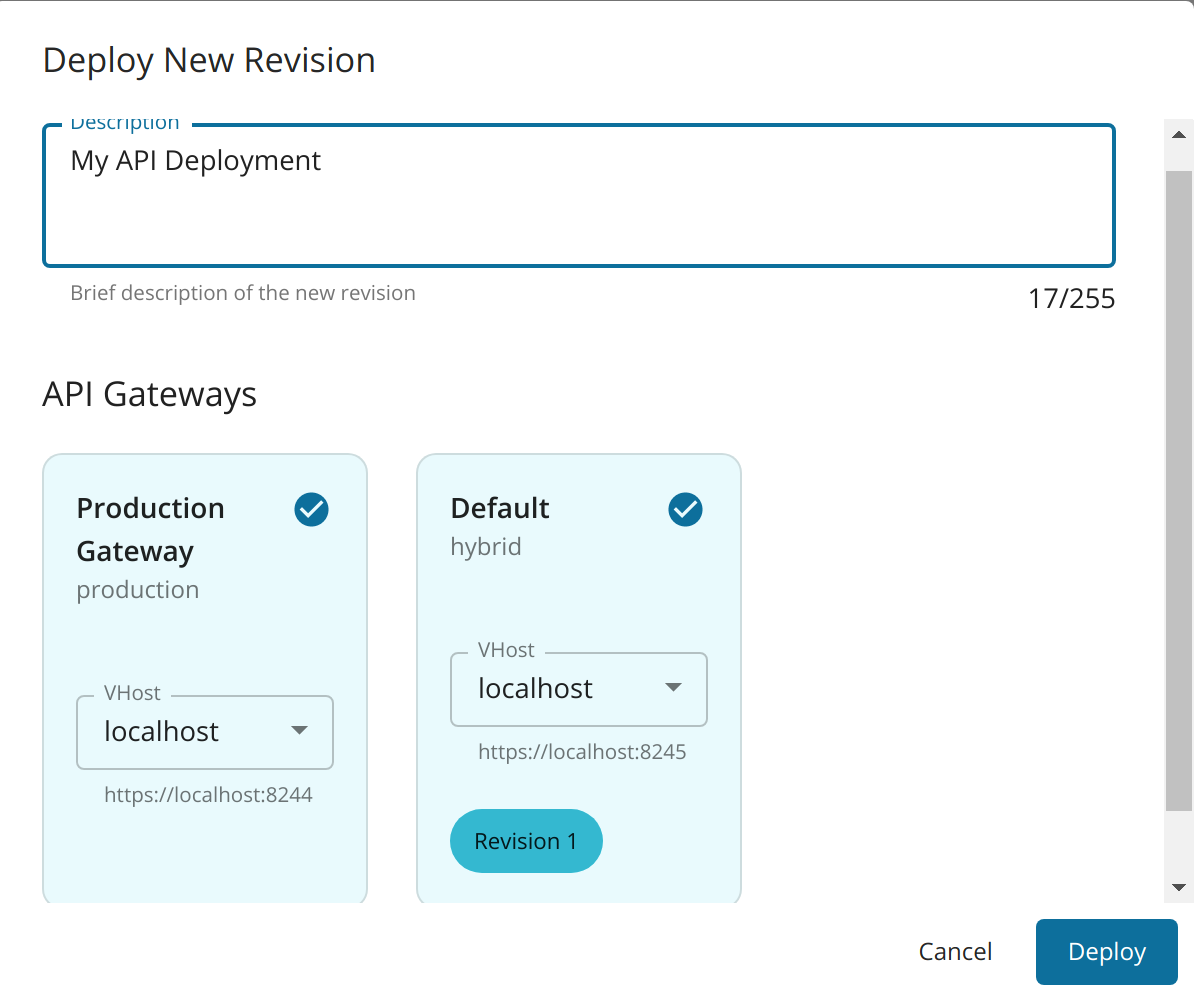 Deploy New Revision
Description
My API Deployment
Brief description of the new revision
17/255
API Gateways
Production
Gateway
production
VHost
localhost
https://localhost:8244
Default
hybrid
VHost
localhost
https://localhost:8245
Revision 1
Cancel
Deploy